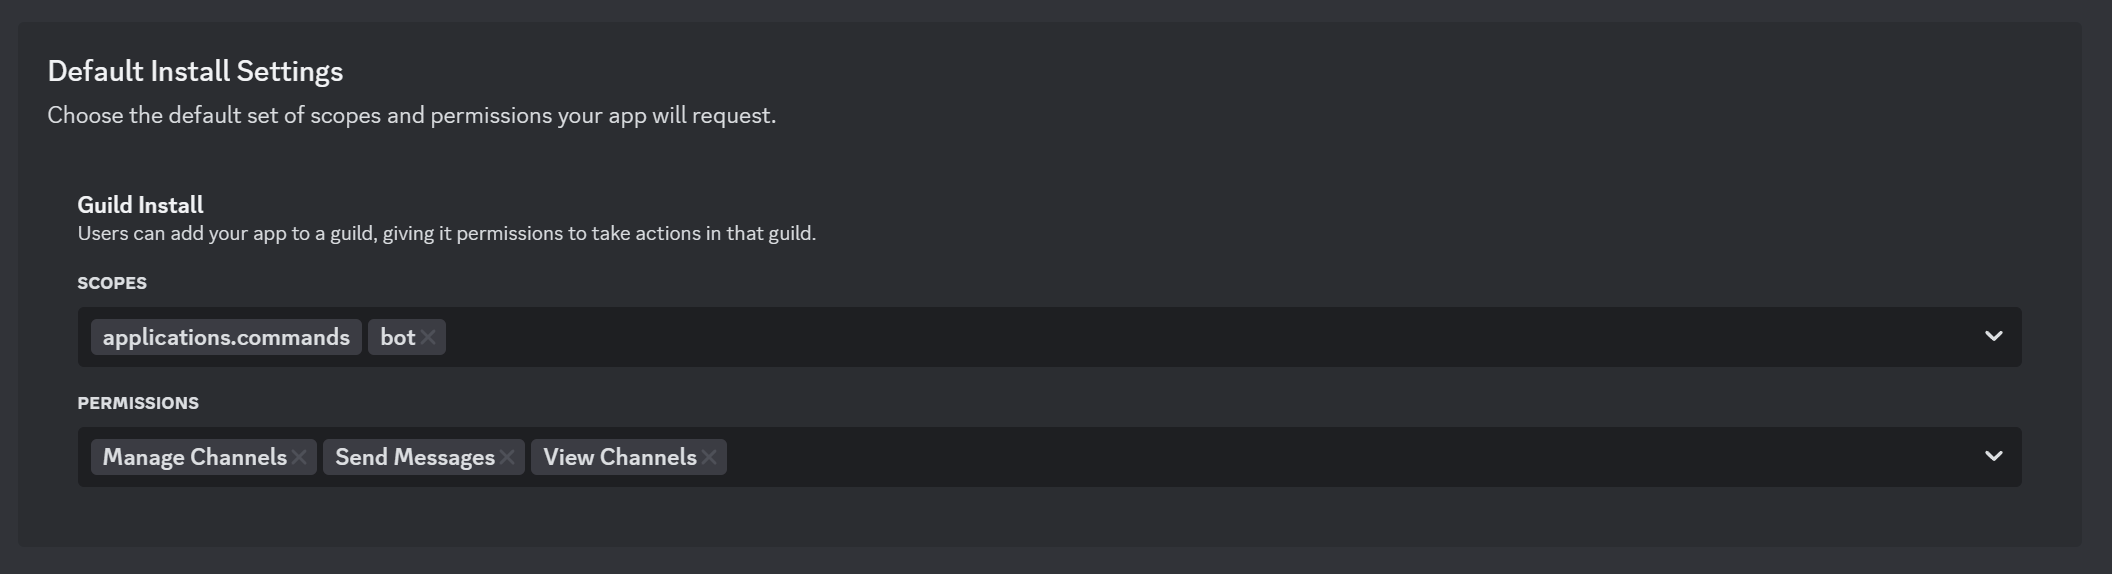 Default Install Settings
Choose the default set of scopes and permissions your app will request.
Guild Install
Users can add your app to a guild, giving it permissions to take actions in that guild.
SCOPES
applications.commands bot
PERMISSIONS
Manage Channels Send Messages View Channels